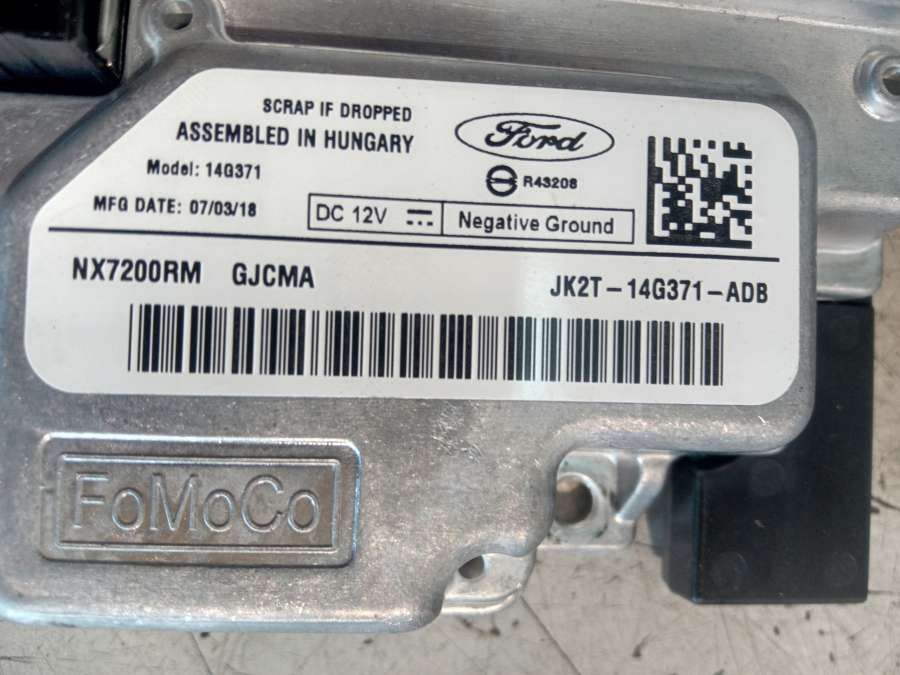 SCRAP IF DROPPED
ASSEMBLED IN HUNGARY
Ford
Model: 14G371
R43208
MFG DATE: 07/03/18
DC 12V
Negative Ground
NX7200RM GJCMA
JK2T-14G371-ADB
FoMoCo